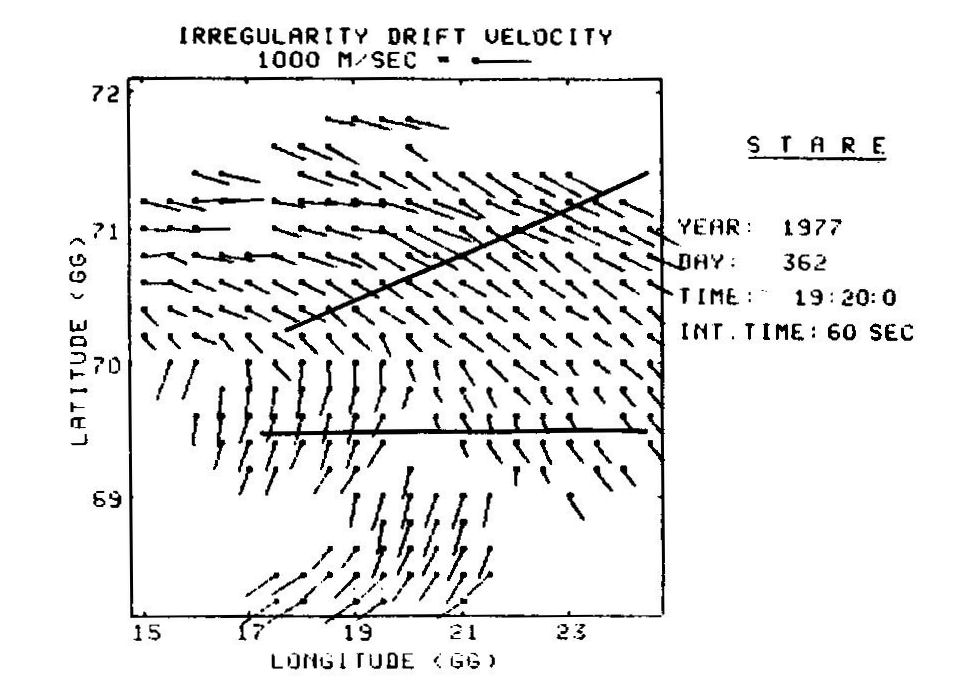 IRREGULARITY DRIFT VELOCITY
1000 M/SEC =
72
71
70
69
LATITUDE (GG)
15 17 19 21 23
LONGITUDE (GG)
STARE
YEAR: 1977
DAY: 362
TIME: 19:20:0
INT.TIME: 60 SEC